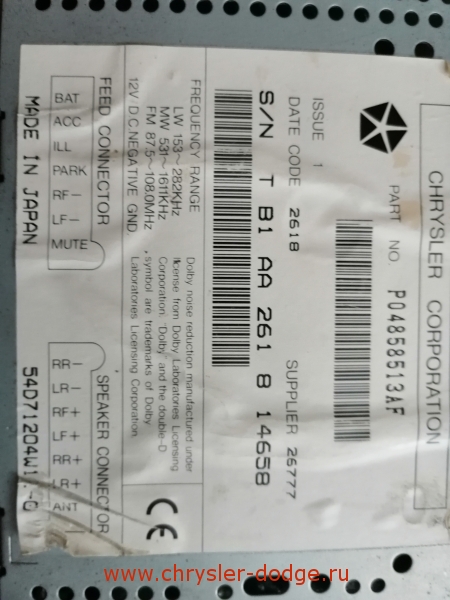 CHRYSLER CORPORATION
PART NO. P04858513AF
ISSUE 1
DATE CODE 2618 SUPPLIER 26777
S/N T B1 AA 261 8 14658
FREQUENCY RANGE
LW 153~ 282KHz
MW 531~ 1611KHz
FM 87.5~ 108.0MHz
12V D.C NEGATIVE GND
Dolby noise reduction manufactured under
license from Dolby Laboratories Licensing
Corporation. "Dolby" and the double-D
symbol are trademarks of Dolby
Laboratories Licensing Corporation.
CE
FEED CONNECTOR
BAT
ACC
ILL
PARK
RF−
LF−
MUTE
SPEAKER CONNECTOR
RR−
LR−
RF+
LF+
RR+
LR+
ANT
MADE IN JAPAN
www.chrysler-dodge.ru